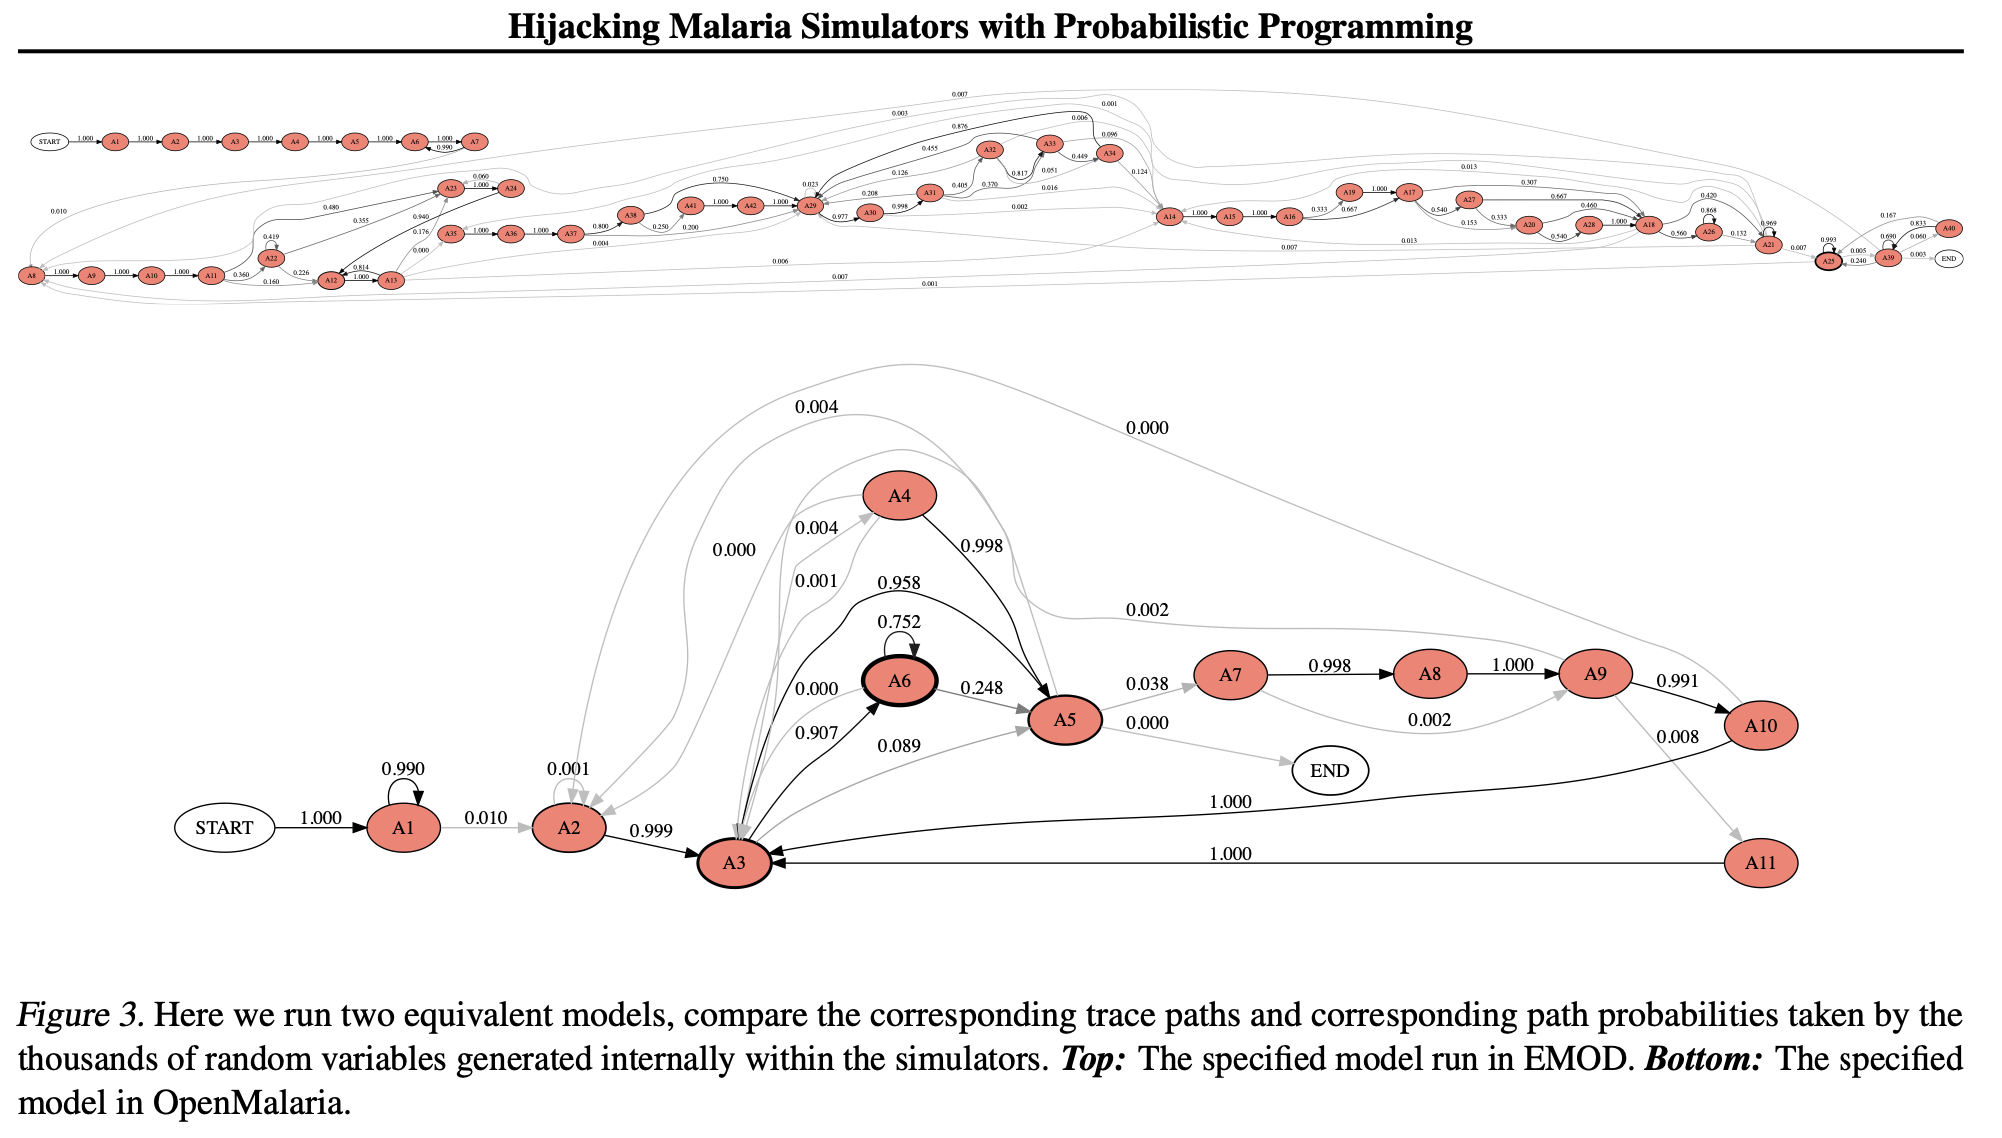 Hijacking Malaria Simulators with Probabilistic Programming
0.007
0.003
0.001
0.006
0.876
0.096
START 1.000 A1 1.000 A2 1.000 A3 1.000 A4 1.000 A5 1.000 A6 1.000 A7
0.990
0.455 A32 A33 0.449 A34
0.126 0.817 0.051 0.124
0.013
0.060
A23 1.000 A24
0.750
0.023
0.208 A31 0.405 0.370 0.016
A19 1.000 A17 0.307
0.667
0.420
0.480
0.355
0.940
0.176
0.010
A38 0.250 A41 1.000 A42 1.000 A29 0.977 A30 0.998
0.200
0.002
A14 1.000 A15 1.000 A16 0.333 0.667
0.540 A27 0.333 0.153 A20 0.460 0.540 A28 1.000 A18 0.560 0.868 A26 0.132 0.969 A21
0.167
0.833 A40
A35 1.000 A36 1.000 A37 0.800
0.004
0.013
0.007
0.007
0.993 A25 0.005 0.240 0.690 A39 0.060 0.003 END
0.419
A22
0.000
0.006
A8 1.000 A9 1.000 A10 1.000 A11 0.360 0.226 0.160 A12 0.814 1.000 A13
0.007
0.001
0.004
0.000
A4
0.004
0.998
0.000
0.001
0.958
0.002
0.752
A6
0.000
0.248
0.038
A7
0.998
A8
1.000
A9
0.991
A5
0.000
0.002
A10
0.907
0.089
0.008
END
0.990
0.001
1.000
START
1.000
A1
0.010
A2
0.999
A3
1.000
A11
Figure 3. Here we run two equivalent models, compare the corresponding trace paths and corresponding path probabilities taken by the
thousands of random variables generated internally within the simulators. Top: The specified model run in EMOD. Bottom: The specified
model in OpenMalaria.